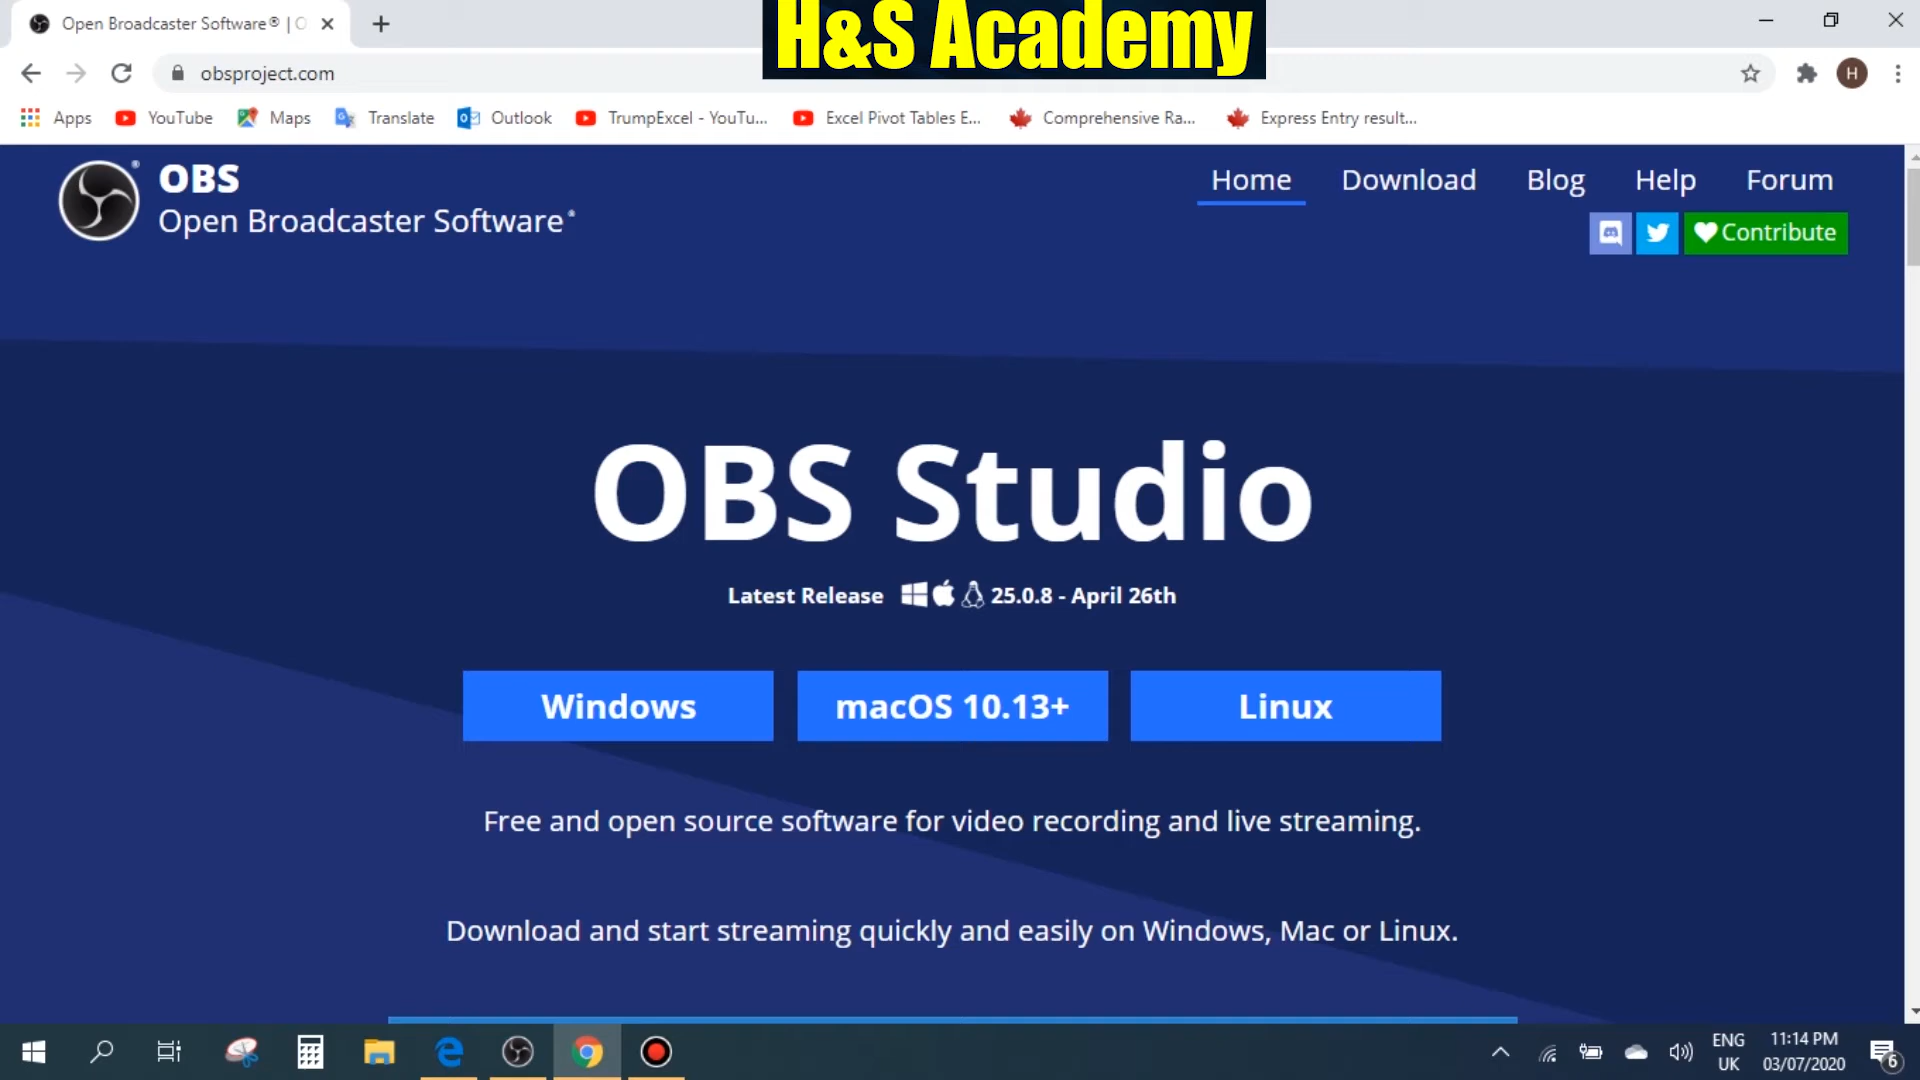 Open Broadcaster Software® | O
H&S Academy
obsproject.com
H
Apps
YouTube
Maps
Translate
Outlook
TrumpExcel - YouTu...
Excel Pivot Tables E...
Comprehensive Ra...
Express Entry result...
OBS
Open Broadcaster Software®
Home
Download
Blog
Help
Forum
Contribute
OBS Studio
Latest Release 25.0.8 - April 26th
Windows
macOS 10.13+
Linux
Free and open source software for video recording and live streaming.
Download and start streaming quickly and easily on Windows, Mac or Linux.
ENG
UK
11:14 PM
03/07/2020
6